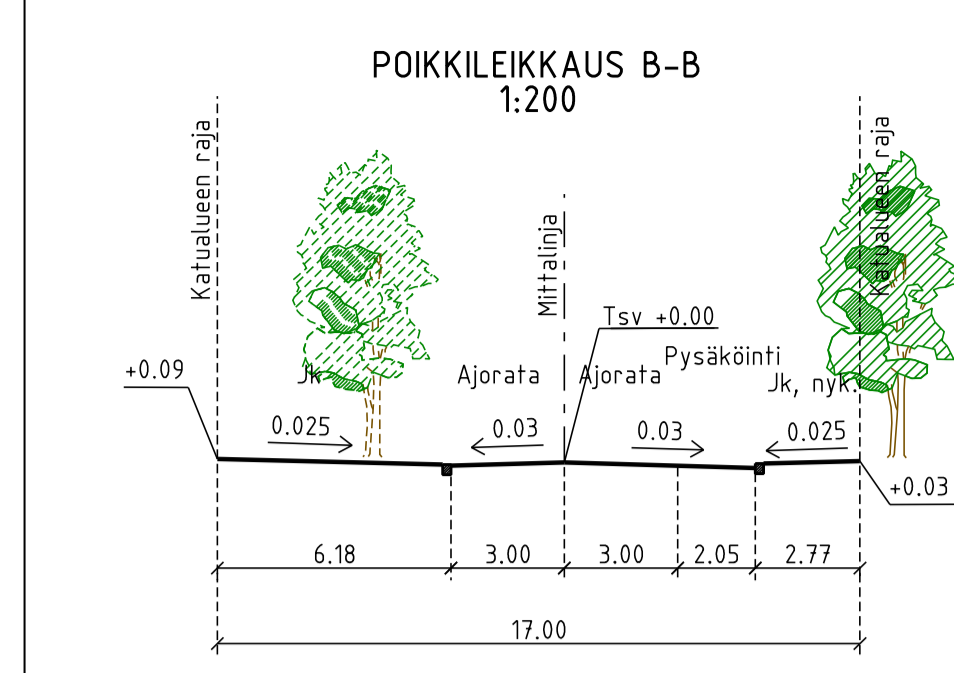 POIKKILEIKKAUS B-B
1:200
Katualueen raja
Katualueen raja
Mittalinja
Tsv +0.00
Pysäköinti
+0.09
Jk
Ajorata
Ajorata
Jk, nyk.
0.025
0.03
0.03
0.025
+0.03
6.18
3.00
3.00
2.05
2.77
17.00